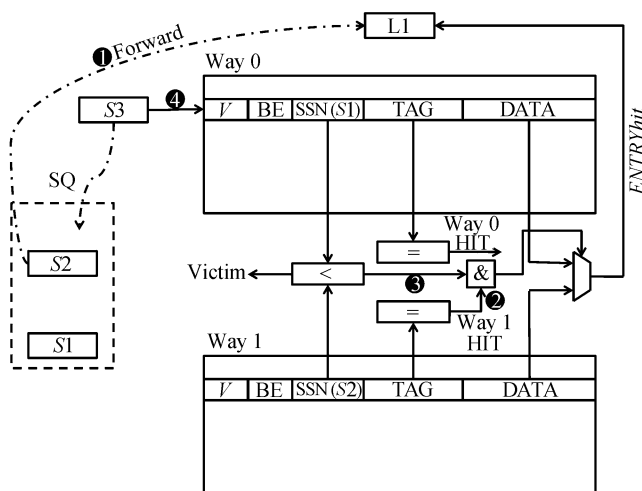 L1
❶Forward
Way 0
S3
❹
V BE SSN(S1) TAG DATA
ENTRYhit
SQ
Way 0
HIT
=
S2
Victim
<
❸
&
❷
=
Way 1
HIT
S1
Way 1
V BE SSN(S2) TAG DATA